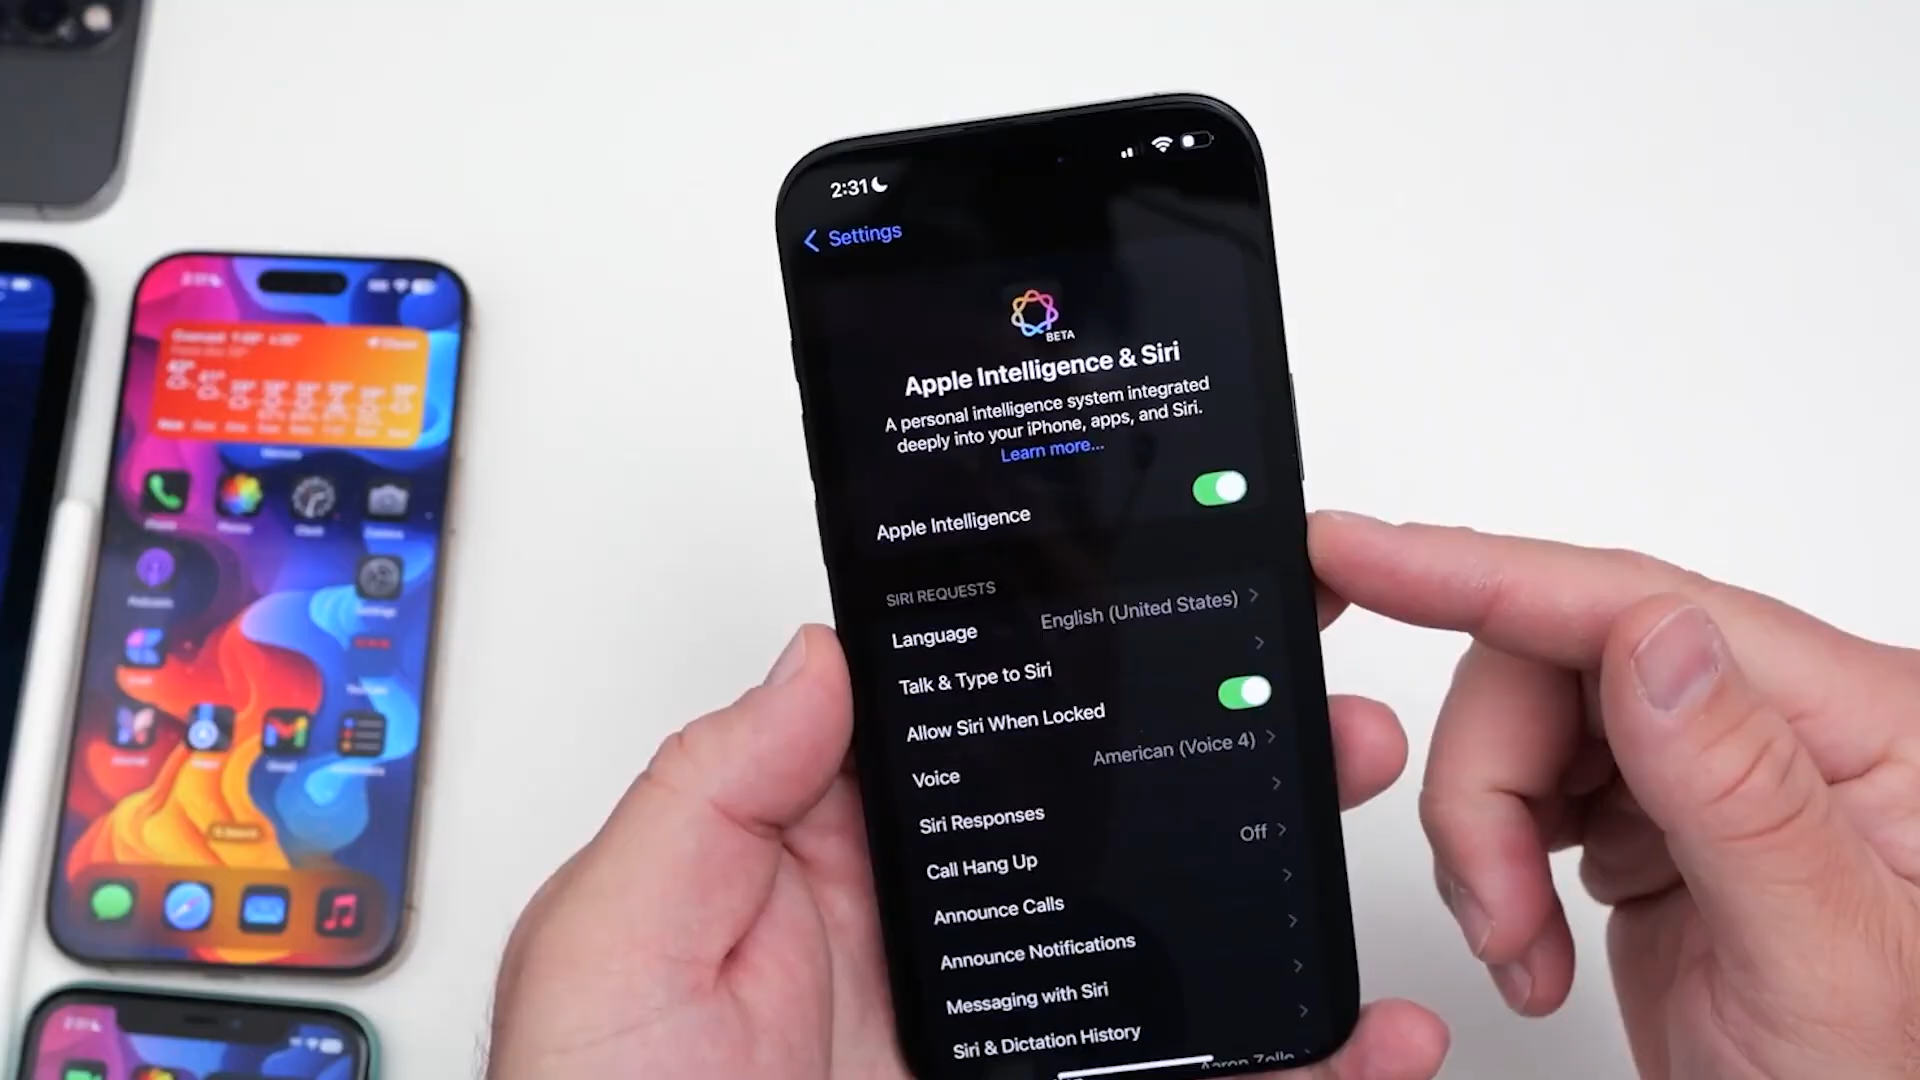 2:31
Settings
BETA
Apple Intelligence & Siri
A personal intelligence system integrated
deeply into your iPhone, apps, and Siri.
Learn more...
Apple Intelligence
SIRI REQUESTS
Language English (United States)
Talk & Type to Siri
Allow Siri When Locked
Voice American (Voice 4)
Siri Responses
Call Hang Up Off
Announce Calls
Announce Notifications
Messaging with Siri
Siri & Dictation History